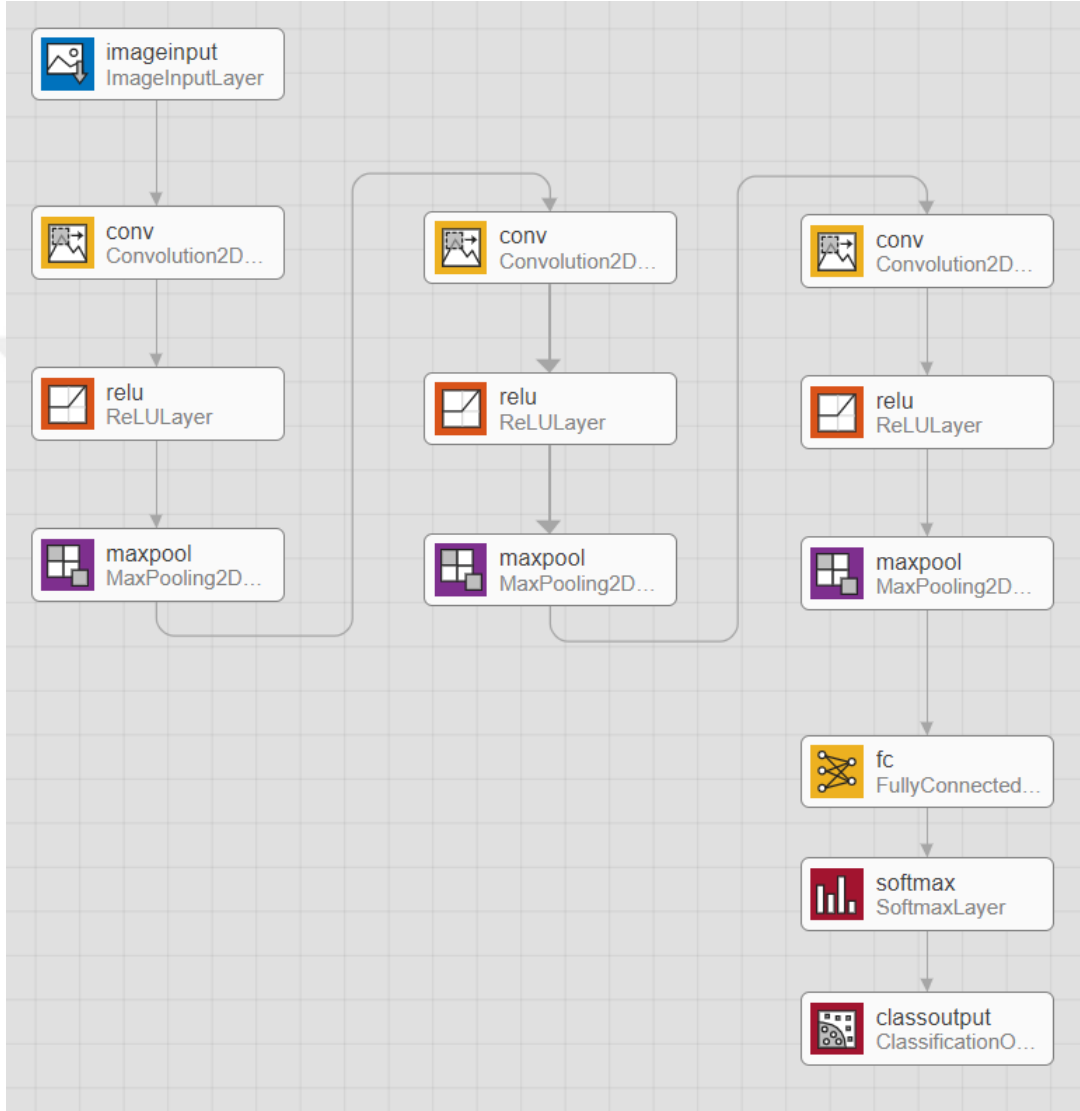 imageinput
ImageInputLayer
conv
Convolution2D...
relu
ReLULayer
maxpool
MaxPooling2D...
conv
Convolution2D...
relu
ReLULayer
maxpool
MaxPooling2D...
conv
Convolution2D...
relu
ReLULayer
maxpool
MaxPooling2D...
fc
FullyConnected...
softmax
SoftmaxLayer
classoutput
ClassificationO...